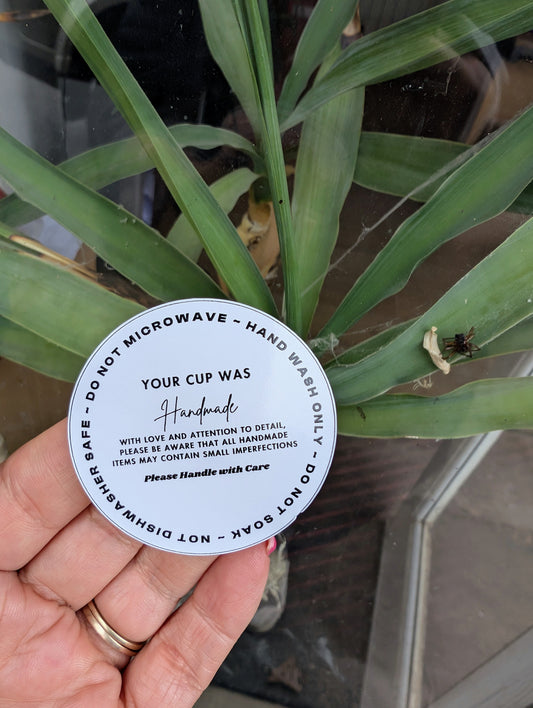 DO NOT MICROWAVE ~ HAND WASH ONLY ~ DO NOT SOAK ~ NOT DISHWASHER SAFE ~
YOUR CUP WAS
Handmade
WITH LOVE AND ATTENTION TO DETAIL,
PLEASE BE AWARE THAT ALL HANDMADE
ITEMS MAY CONTAIN SMALL IMPERFECTIONS
Please Handle with Care